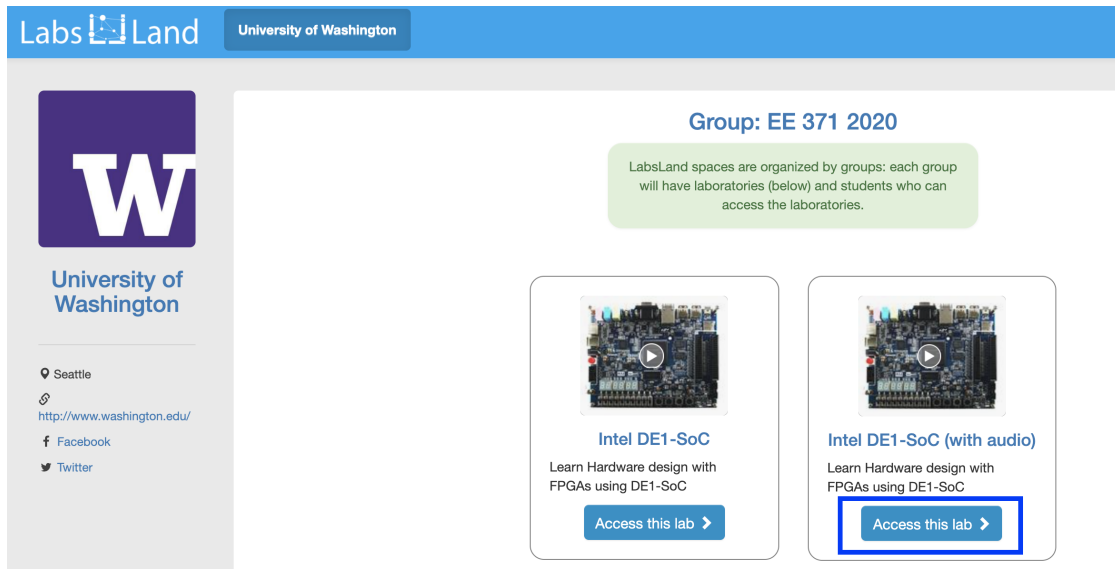 Labs Land
University of Washington
W
University of
Washington
Seattle
http://www.washington.edu/
Facebook
Twitter
Group: EE 371 2020
LabsLand spaces are organized by groups: each group
will have laboratories (below) and students who can
access the laboratories.
Intel DE1-SoC
Learn Hardware design with
FPGAs using DE1-SoC
Access this lab
Intel DE1-SoC (with audio)
Learn Hardware design with
FPGAs using DE1-SoC
Access this lab